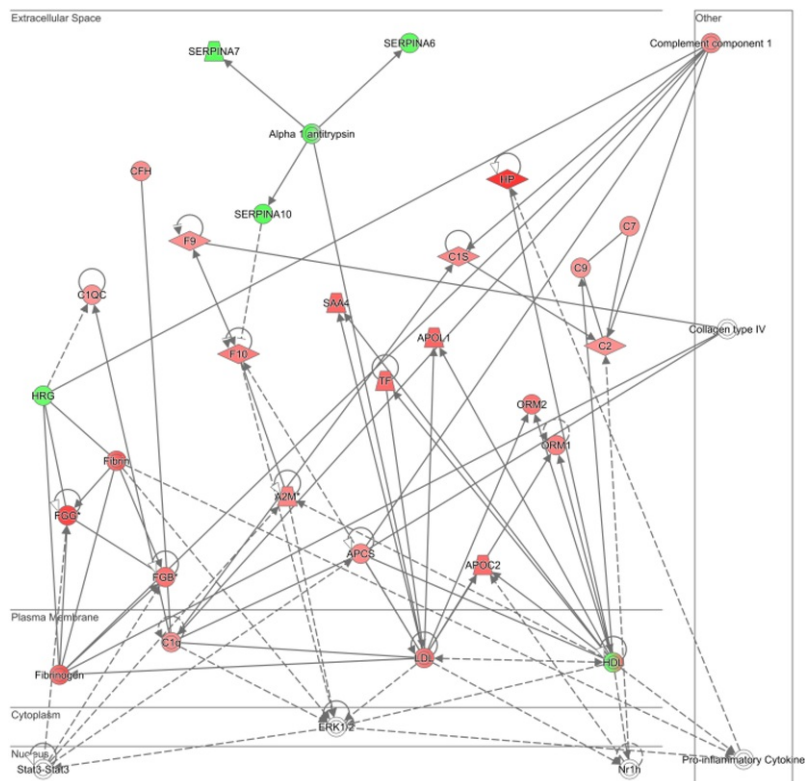 Extracellular Space
Other
SERPINA7
SERPINA6
Complement component 1
Alpha 1 antitrypsin
CFH
HP
SERPINA10
C7
F9
C1S
C9
C1QC
SAA4
Collagen type IV
APOL1
C2
F10
TF
HRG
ORM2
ORM1
Fibrin
A2M*
FGG*
APCS
APOC2
FGB*
Plasma Membrane
C1q
LDL
HDL
Fibrinogen
Cytoplasm
ERK1/2
Nucleus
Stat3-Stat3
Nr1h
Pro-inflammatory Cytokine